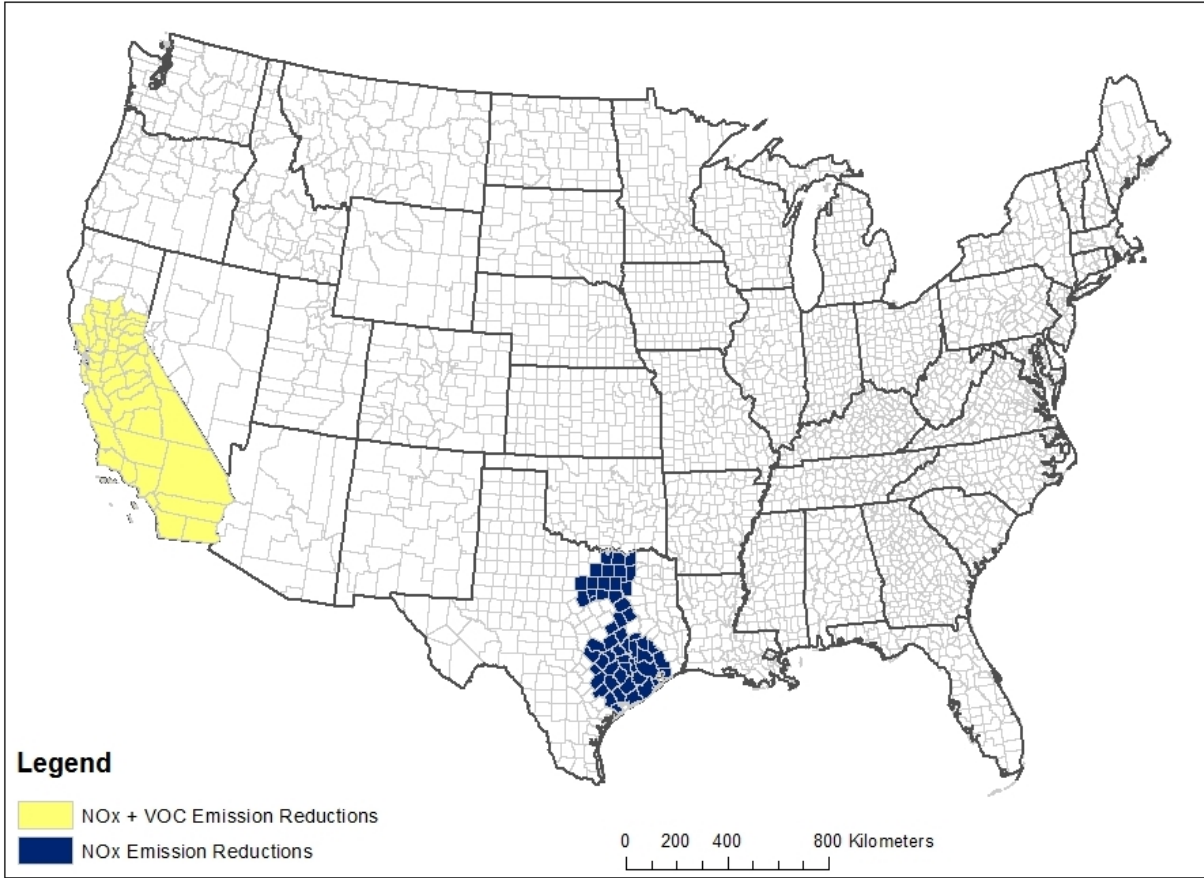 Legend
NOx + VOC Emission Reductions
NOx Emission Reductions
0 200 400 800 Kilometers